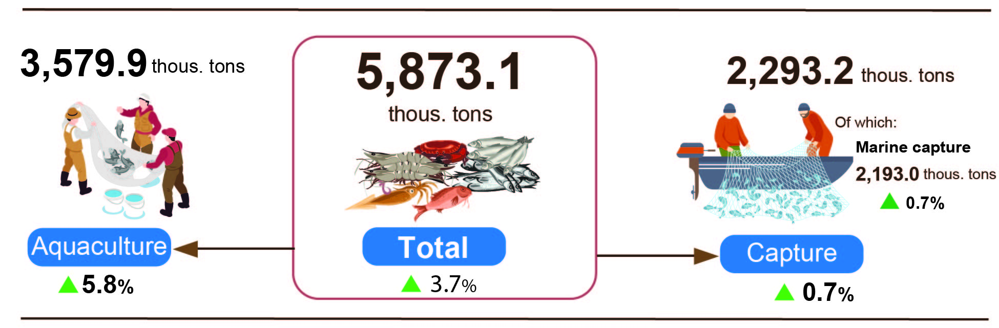 3,579.9 thous. tons
Aquaculture
5.8%
5,873.1
thous. tons
Total
3.7%
2,293.2 thous. tons
Of which:
Marine capture
2,193.0 thous. tons
0.7%
Capture
0.7%